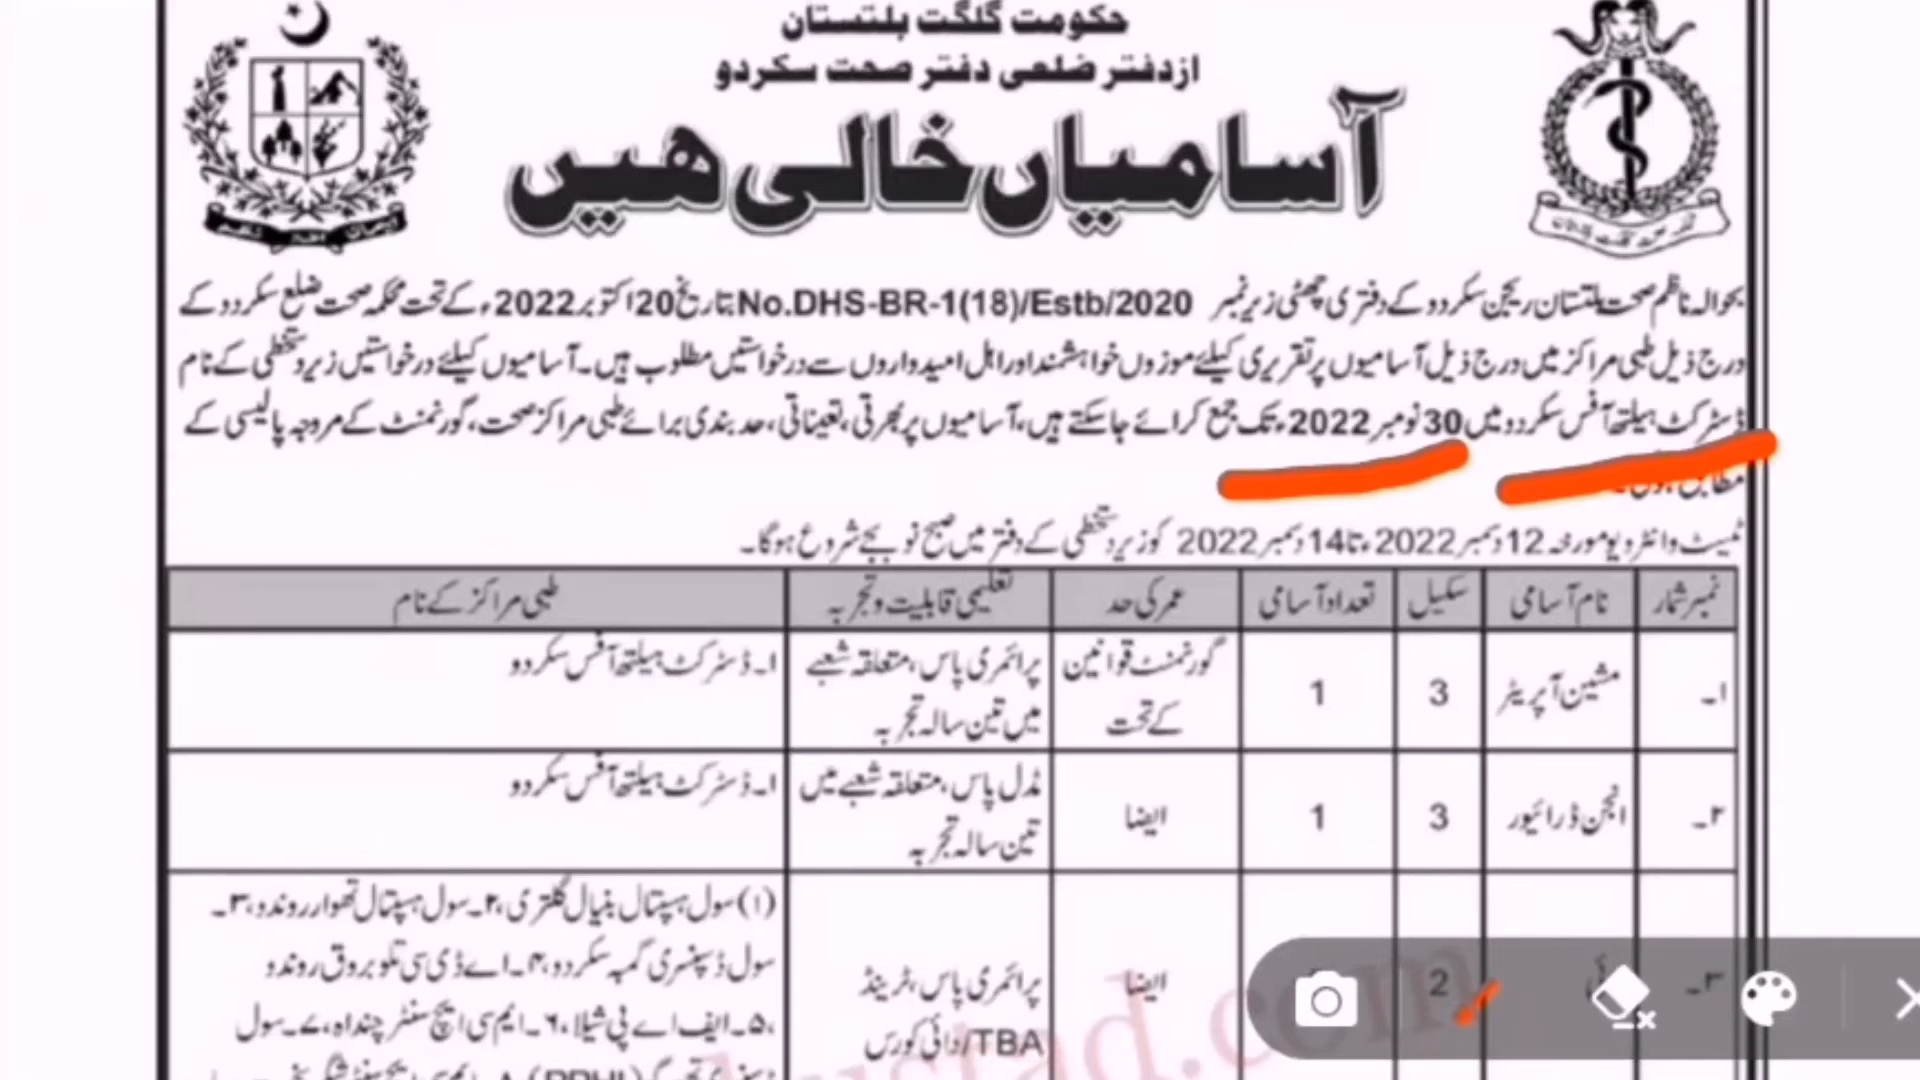 حکومت گلگت بلتستان
ازدفتر ضلعی دفتر صحت سکردو
آسامیاں خالی ہیں
بحوالہ ناظم صحت بلتستان ریجن سکردو کے دفتری چٹھی زیر نمبر No.DHS-BR-1(18)/Estb/2020 بتاریخ 20 اکتوبر 2022ء کے تحت محکمہ صحت ضلع سکردو کے
درج ذیل طبی مراکز میں درج ذیل آسامیوں پر تقرری کیلئے موزوں خواہشمند اور اہل امیدواروں سے درخواستیں مطلوب ہیں۔ آسامیوں کیلئے درخواستیں زیر دستخطی کے نام
ڈسٹرکٹ ہیلتھ آفس سکردو میں 30 نومبر 2022ء تک جمع کرائے جاسکتے ہیں، آسامیوں پر بھرتی، تعیناتی، حد بندی برائے طبی مراکز صحت، گورنمنٹ کے مروجہ پالیسی کے
مطابق ہوں
ٹیسٹ و انٹرویو مورخہ 12 دسمبر 2022ء تا 14 دسمبر 2022 کو زیر دستخطی کے دفتر میں صبح نو بجے شروع ہوگا۔
نمبر شمار نام آسامی سکیل تعداد آسامی عمر کی حد تعلیمی قابلیت و تجربہ طبی مراکز کے نام
۱۔ مشین آپریٹر 3 1 گورنمنٹ قوانین پرائمری پاس، متعلقہ شعبے ۱۔ ڈسٹرکٹ ہیلتھ آفس سکردو
کے تحت میں تین سالہ تجربہ
۲۔ انجن ڈرائیور 3 1 ایضا مڈل پاس، متعلقہ شعبے میں ۱۔ ڈسٹرکٹ ہیلتھ آفس سکردو
تین سالہ تجربہ
(۱) سول ہسپتال بنیال گلتری، ۲۔ سول ہسپتال تھوار روندو، ۳۔
۳۔ 2 ایضا پرائمری پاس، ٹرینڈ سول ڈسپنسری گمبہ سکردو، ۴۔ اے ڈی سی تلو بروق روندو
TBA/دائی کورس ،۵۔ ایف اے پی شیلا، ۶۔ ایم سی ایچ سنٹر چنداہ، ۷۔ سول